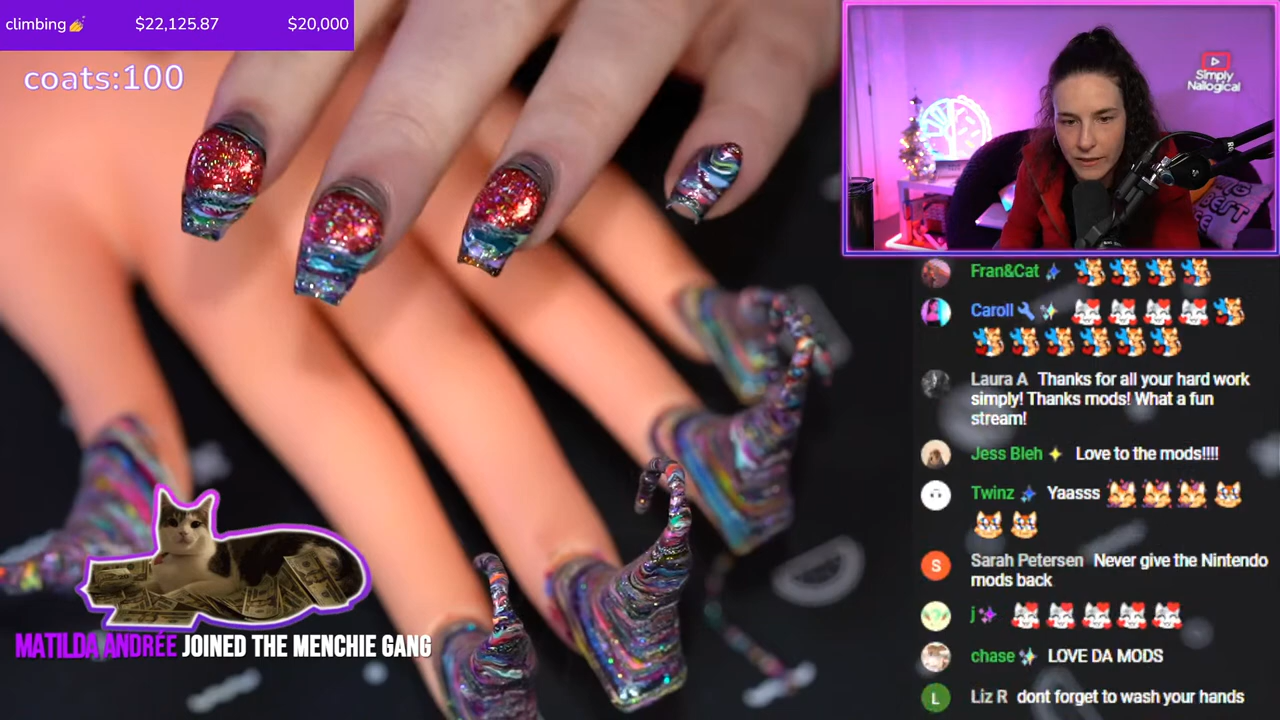 climbing💅 $22,125.87 $20,000
coats:100
Simply
Nailogical
Fran&Cat
Caroll
Laura A Thanks for all your hard work
simply! Thanks mods! What a fun
stream!
Jess Bleh Love to the mods!!!!
Twinz Yaasss
S Sarah Petersen Never give the Nintendo
mods back
j
chase LOVE DA MODS
L Liz R dont forget to wash your hands
MATILDA ANDRÉE JOINED THE MENCHIE GANG